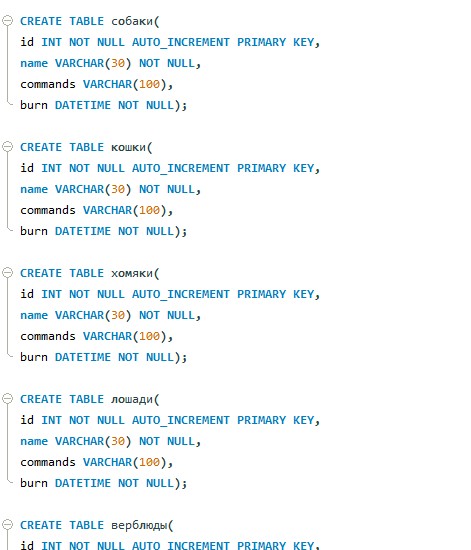 CREATE TABLE собаки(
id INT NOT NULL AUTO_INCREMENT PRIMARY KEY,
name VARCHAR(30) NOT NULL,
commands VARCHAR(100),
burn DATETIME NOT NULL);
CREATE TABLE кошки(
id INT NOT NULL AUTO_INCREMENT PRIMARY KEY,
name VARCHAR(30) NOT NULL,
commands VARCHAR(100),
burn DATETIME NOT NULL);
CREATE TABLE хомяки(
id INT NOT NULL AUTO_INCREMENT PRIMARY KEY,
name VARCHAR(30) NOT NULL,
commands VARCHAR(100),
burn DATETIME NOT NULL);
CREATE TABLE лошади(
id INT NOT NULL AUTO_INCREMENT PRIMARY KEY,
name VARCHAR(30) NOT NULL,
commands VARCHAR(100),
burn DATETIME NOT NULL);
CREATE TABLE верблюды(
id INT NOT NULL AUTO_INCREMENT PRIMARY KEY,